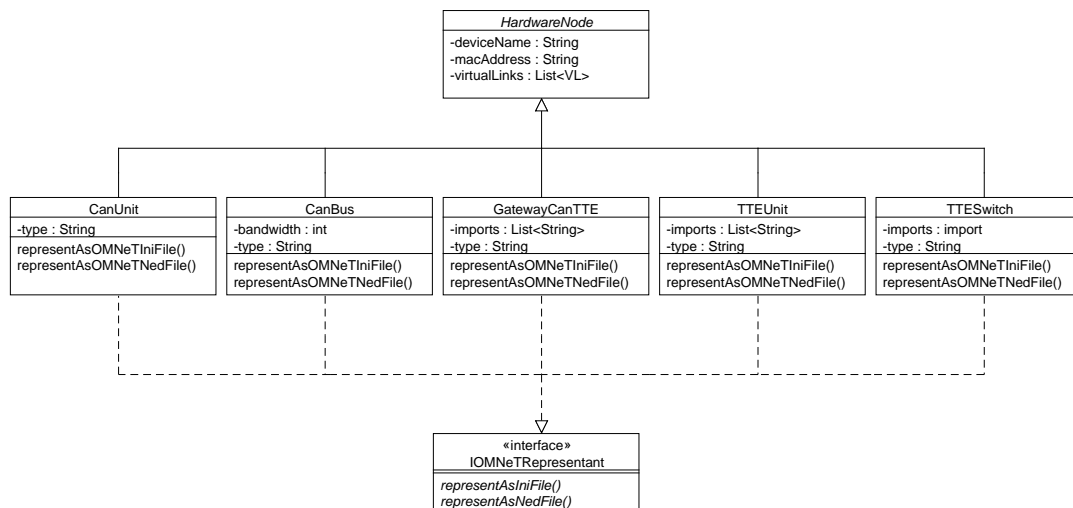 HardwareNode
-deviceName : String
-macAddress : String
-virtualLinks : List<VL>
CanUnit
-type : String
representAsOMNeTIniFile()
representAsOMNeTNedFile()
CanBus
-bandwidth : int
-type : String
representAsOMNeTIniFile()
representAsOMNeTNedFile()
GatewayCanTTE
-imports : List<String>
-type : String
representAsOMNeTIniFile()
representAsOMNeTNedFile()
TTEUnit
-imports : List<String>
-type : String
representAsOMNeTIniFile()
representAsOMNeTNedFile()
TTESwitch
-imports : import
-type : String
representAsOMNeTIniFile()
representAsOMNeTNedFile()
«interface»
IOMNeTRepresentant
representAsIniFile()
representAsNedFile()